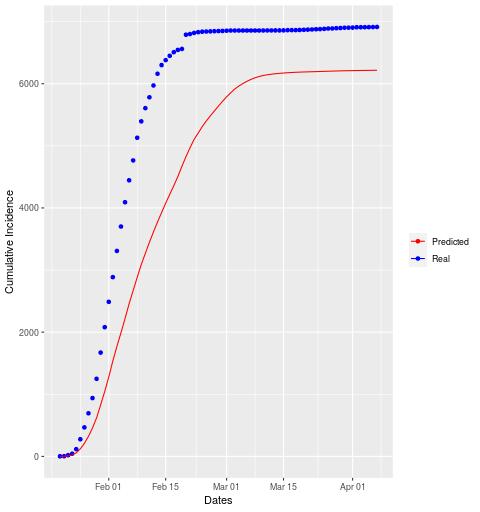 6000
4000
2000
0
Cumulative Incidence
Feb 01
Feb 15
Mar 01
Mar 15
Apr 01
Dates
Predicted
Real